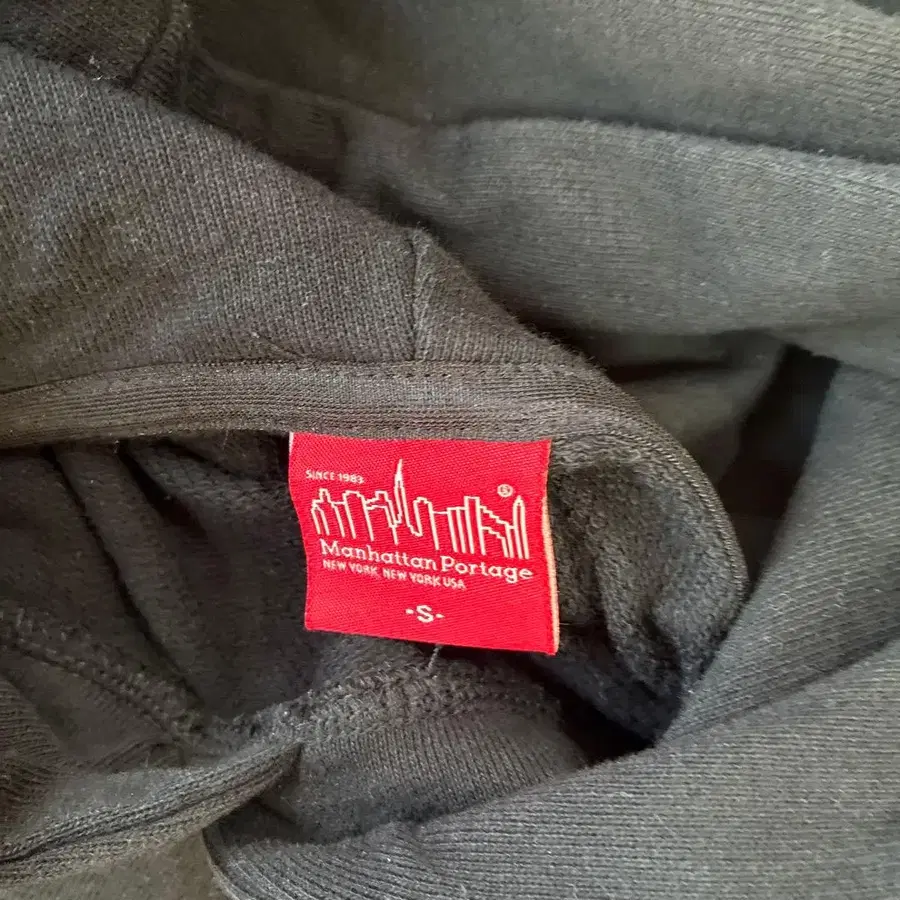 SINCE 1983
®
Manhattan Portage
NEW YORK, NEW YORK USA
-S-